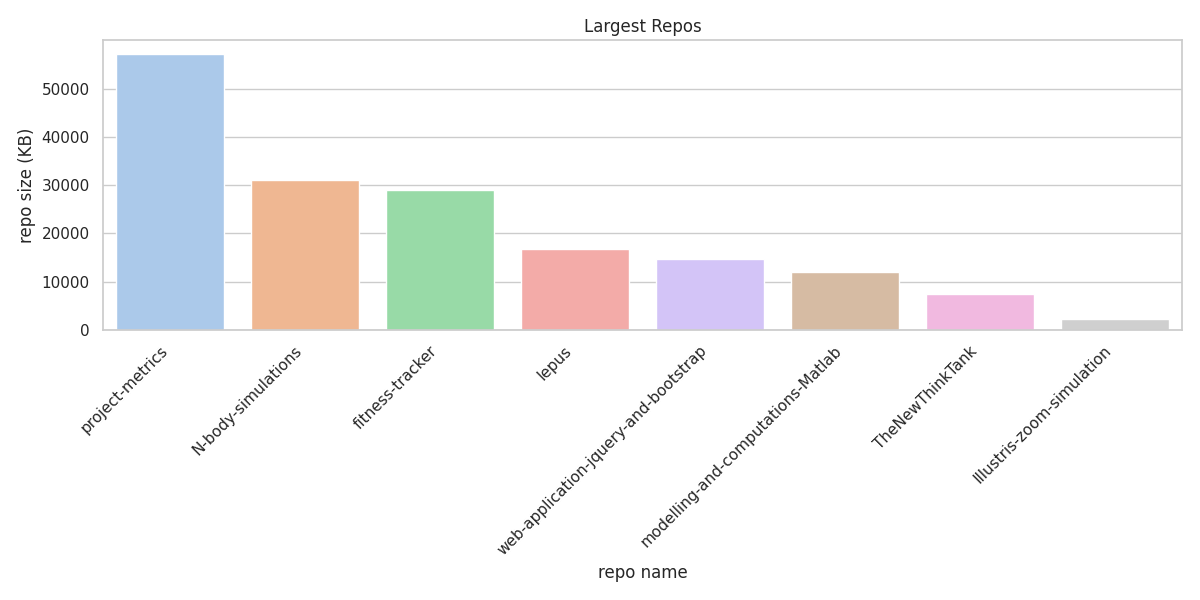 Largest Repos
repo size (KB)
50000
40000
30000
20000
10000
0
project-metrics
N-body-simulations
fitness-tracker
lepus
web-application-jquery-and-bootstrap
modelling-and-computations-Matlab
TheNewThinkTank
Illustris-zoom-simulation
repo name